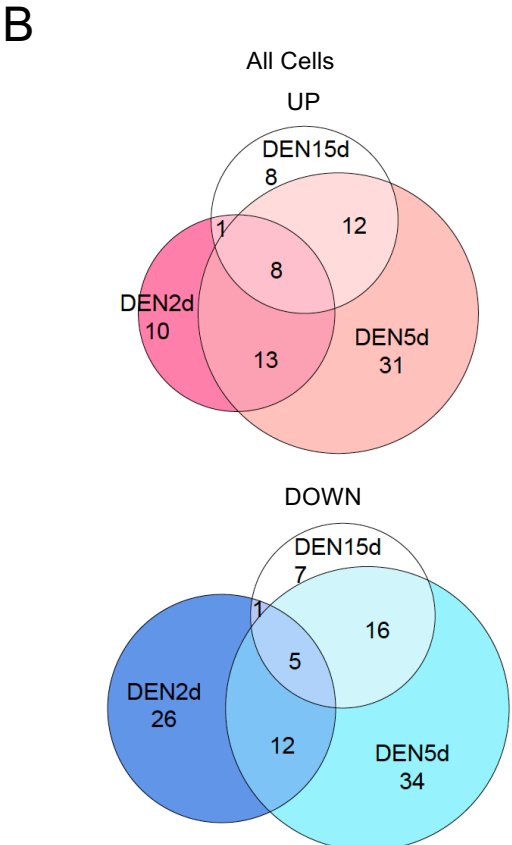 B
All Cells
UP
DEN15d
8
1
12
8
DEN2d
10
DEN5d
31
13
DOWN
DEN15d
7
1
16
5
DEN2d
26
12
DEN5d
34